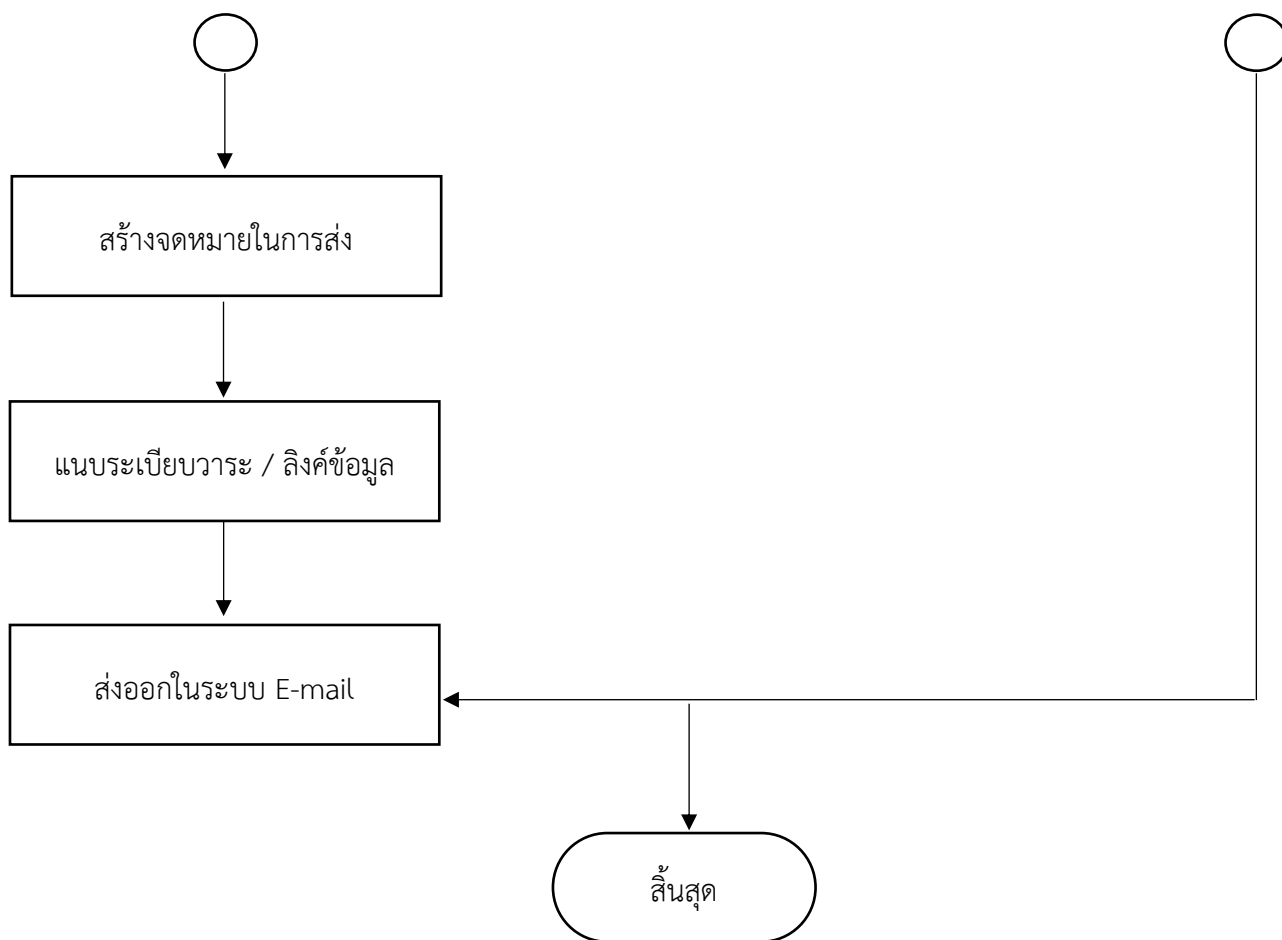 สร้างจดหมายในการส่ง
แนบระเบียบวาระ / ลิงค์ข้อมูล
ส่งออกในระบบ E-mail
สิ้นสุด